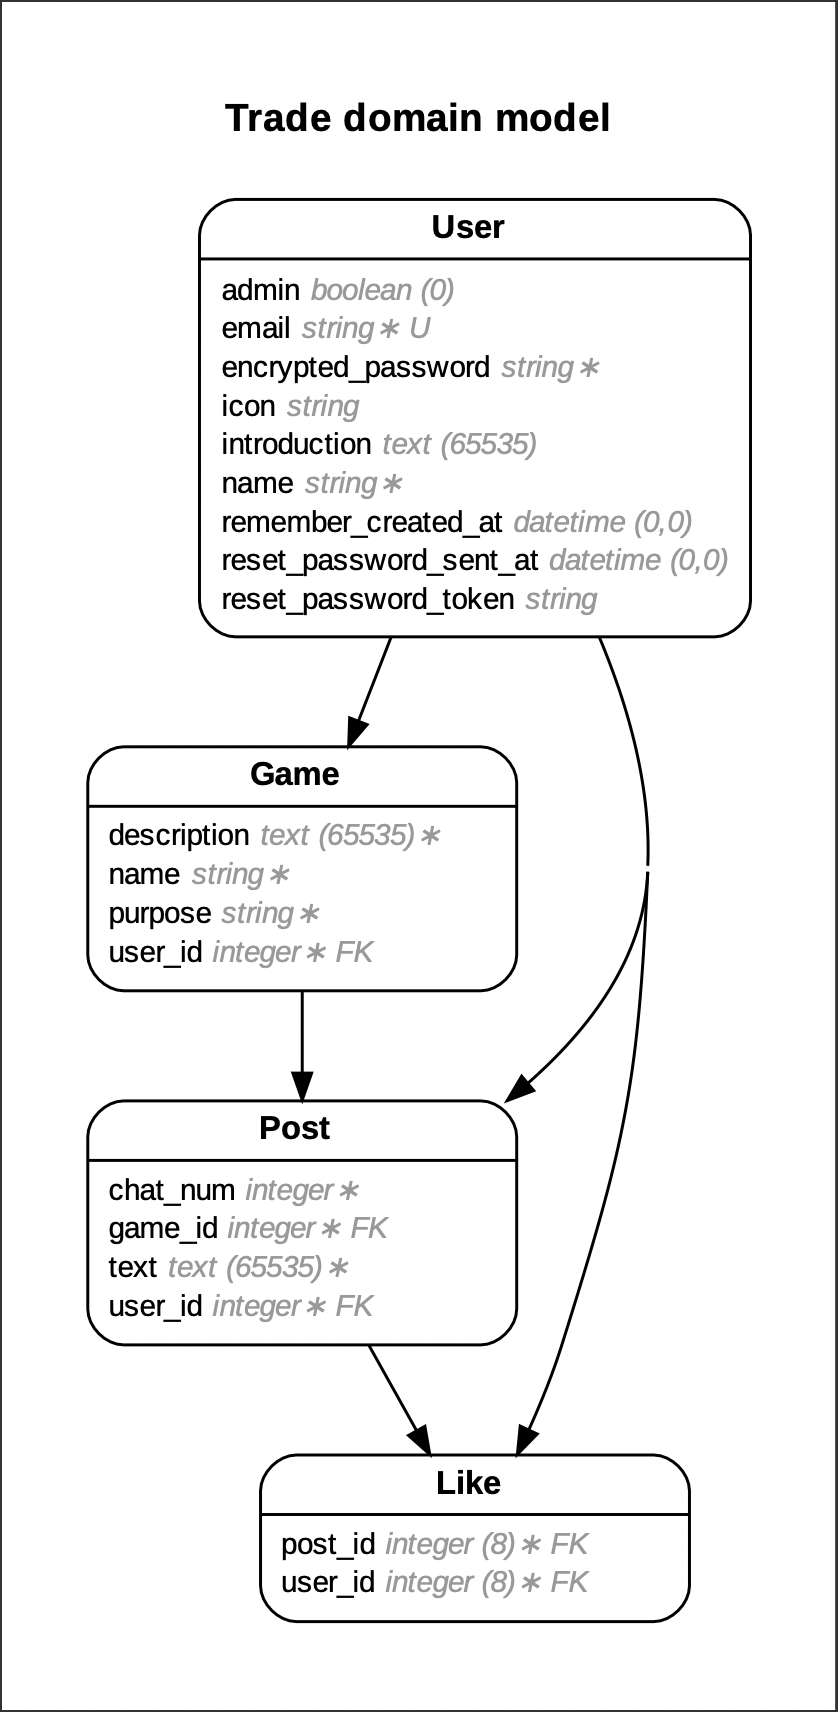 Trade domain model
User
admin boolean (0)
email string∗ U
encrypted_password string∗
icon string
introduction text (65535)
name string∗
remember_created_at datetime (0,0)
reset_password_sent_at datetime (0,0)
reset_password_token string
Game
description text (65535)∗
name string∗
purpose string∗
user_id integer∗ FK
Post
chat_num integer∗
game_id integer∗ FK
text text (65535)∗
user_id integer∗ FK
Like
post_id integer (8)∗ FK
user_id integer (8)∗ FK